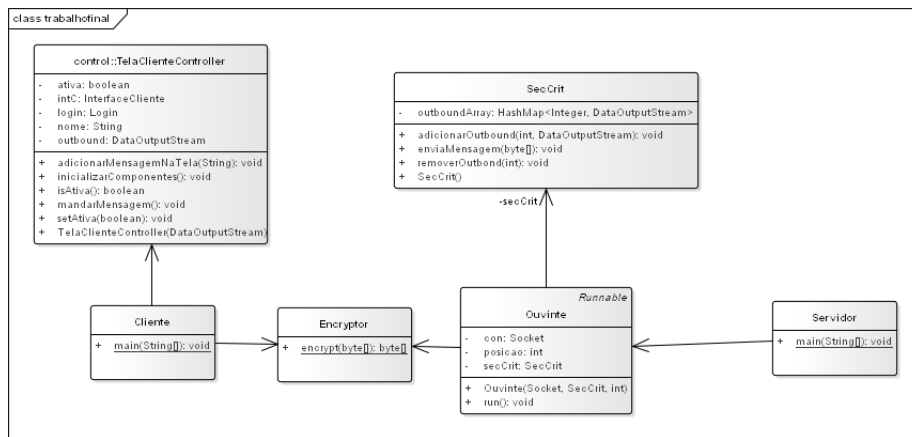 class trabalhofinal
control::TelaClienteController
- ativa: boolean
- intC: InterfaceCliente
- login: Login
- nome: String
- outbound: DataOutputStream
+ adicionarMensagemNaTela(String): void
+ inicializarComponentes(): void
+ isAtiva(): boolean
+ mandarMensagem(): void
+ setAtiva(boolean): void
+ TelaClienteController(DataOutputStream)
SecCrit
- outboundArray: HashMap<Integer, DataOutputStream>
+ adicionarOutbound(int, DataOutputStream): void
+ enviaMensagem(byte[]): void
+ removerOutbond(int): void
+ SecCrit()
-secCrit
Cliente
+ main(String[]): void
Encryptor
+ encrypt(byte[]): byte[]
Runnable
Ouvinte
- con: Socket
- posicao: int
- secCrit: SecCrit
+ Ouvinte(Socket, SecCrit, int)
+ run(): void
Servidor
+ main(String[]): void